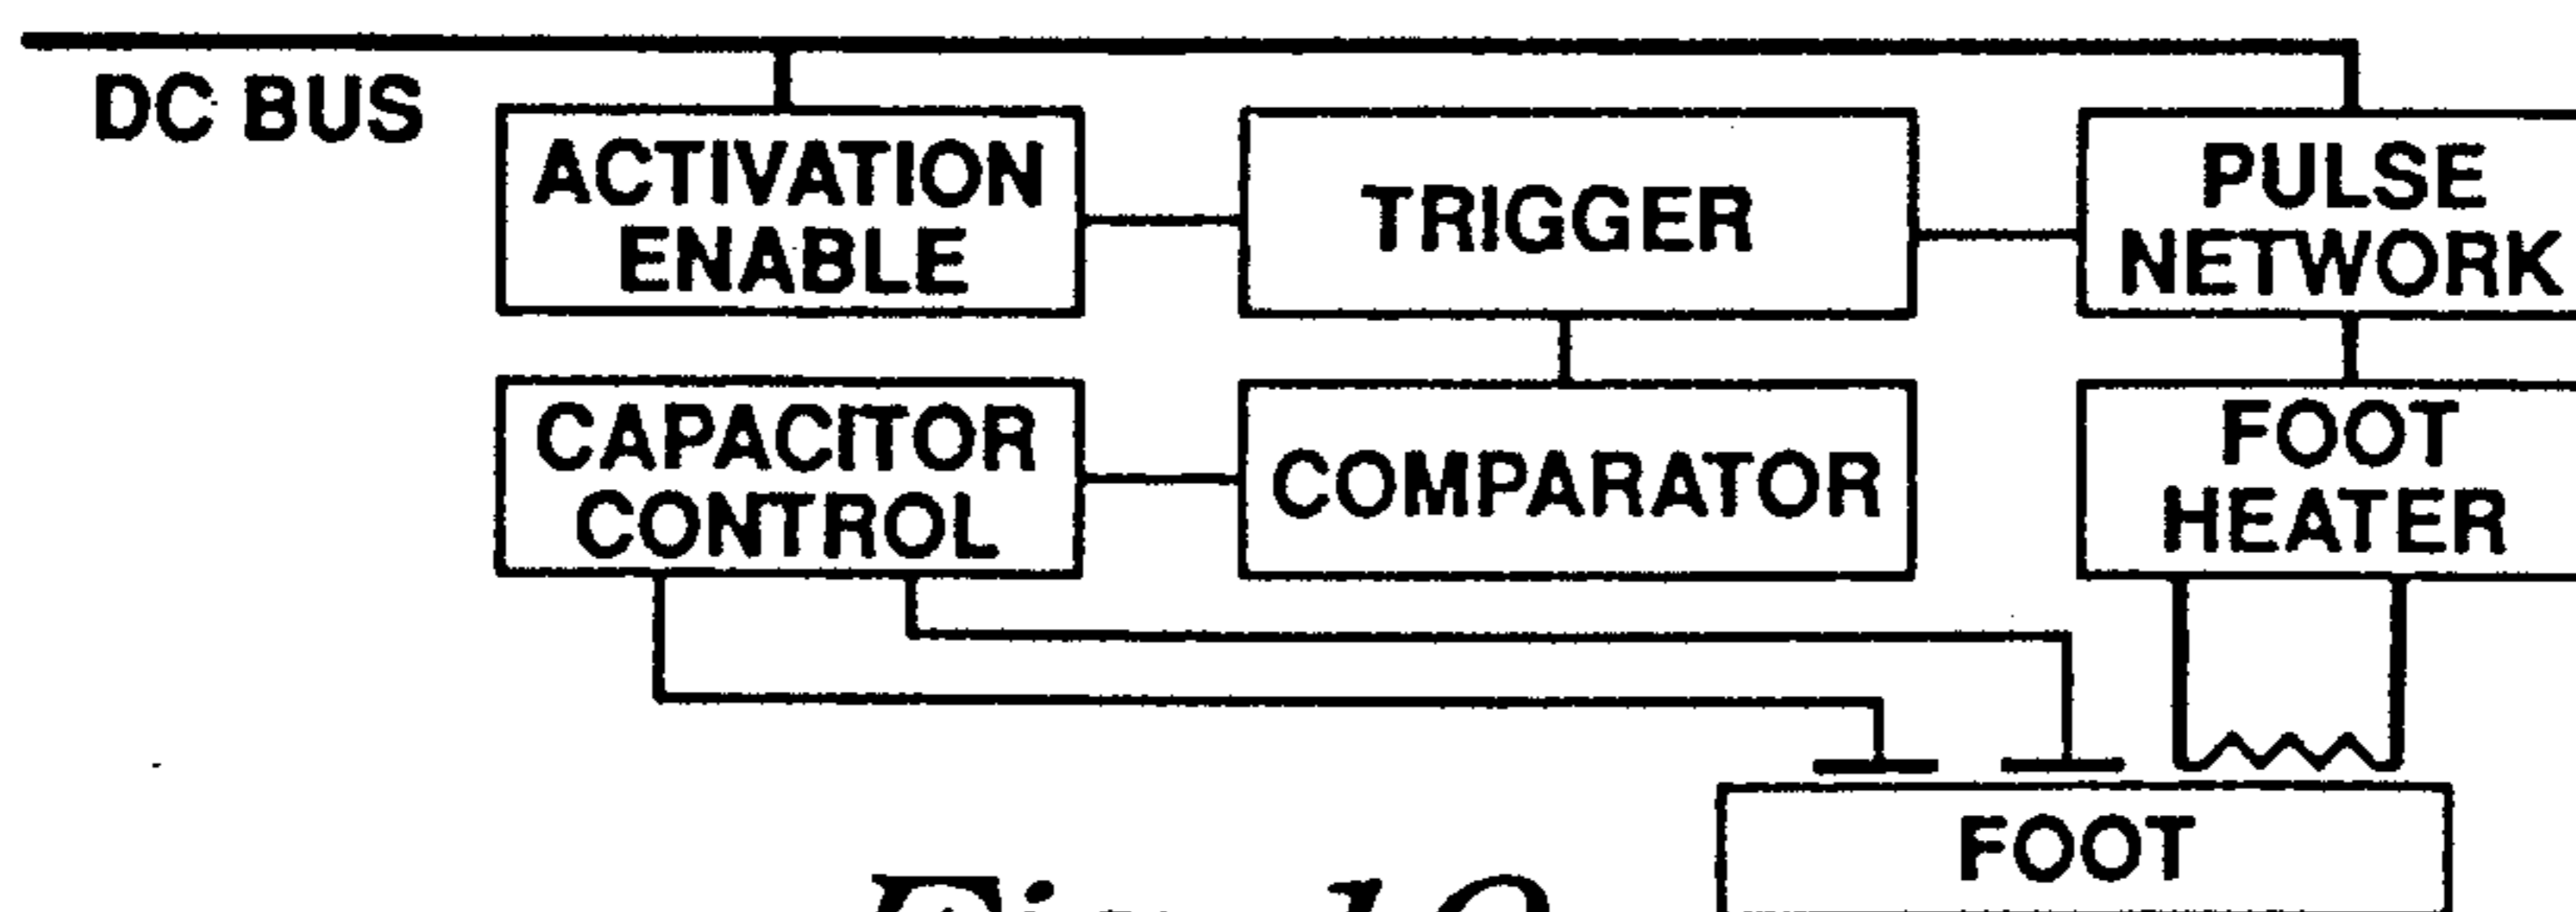 DC BUS
ACTIVATION
ENABLE
TRIGGER
PULSE
NETWORK
CAPACITOR
CONTROL
COMPARATOR
FOOT
HEATER
FOOT